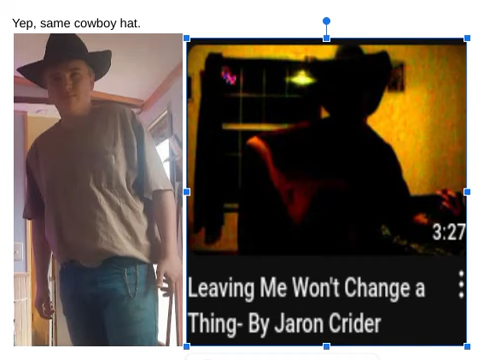 Yep, same cowboy hat.
3:27
Leaving Me Won't Change a
Thing- By Jaron Crider